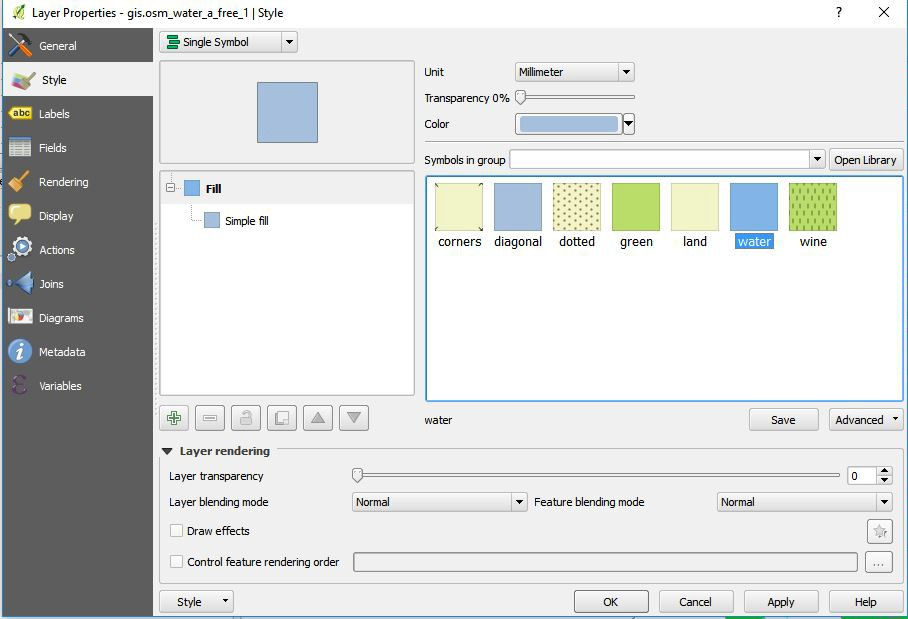 Layer Properties - gis.osm_water_a_free_1 | Style
?
General
Style
abc
Labels
Fields
Rendering
Display
Actions
Joins
Diagrams
Metadata
Variables
Single Symbol
Unit
Millimeter
Transparency 0%
Color
Symbols in group
Open Library
Fill
Simple fill
corners diagonal dotted green land water wine
water
Save
Advanced
Layer rendering
Layer transparency
0
Layer blending mode
Normal
Feature blending mode
Normal
Draw effects
Control feature rendering order
...
Style
OK
Cancel
Apply
Help